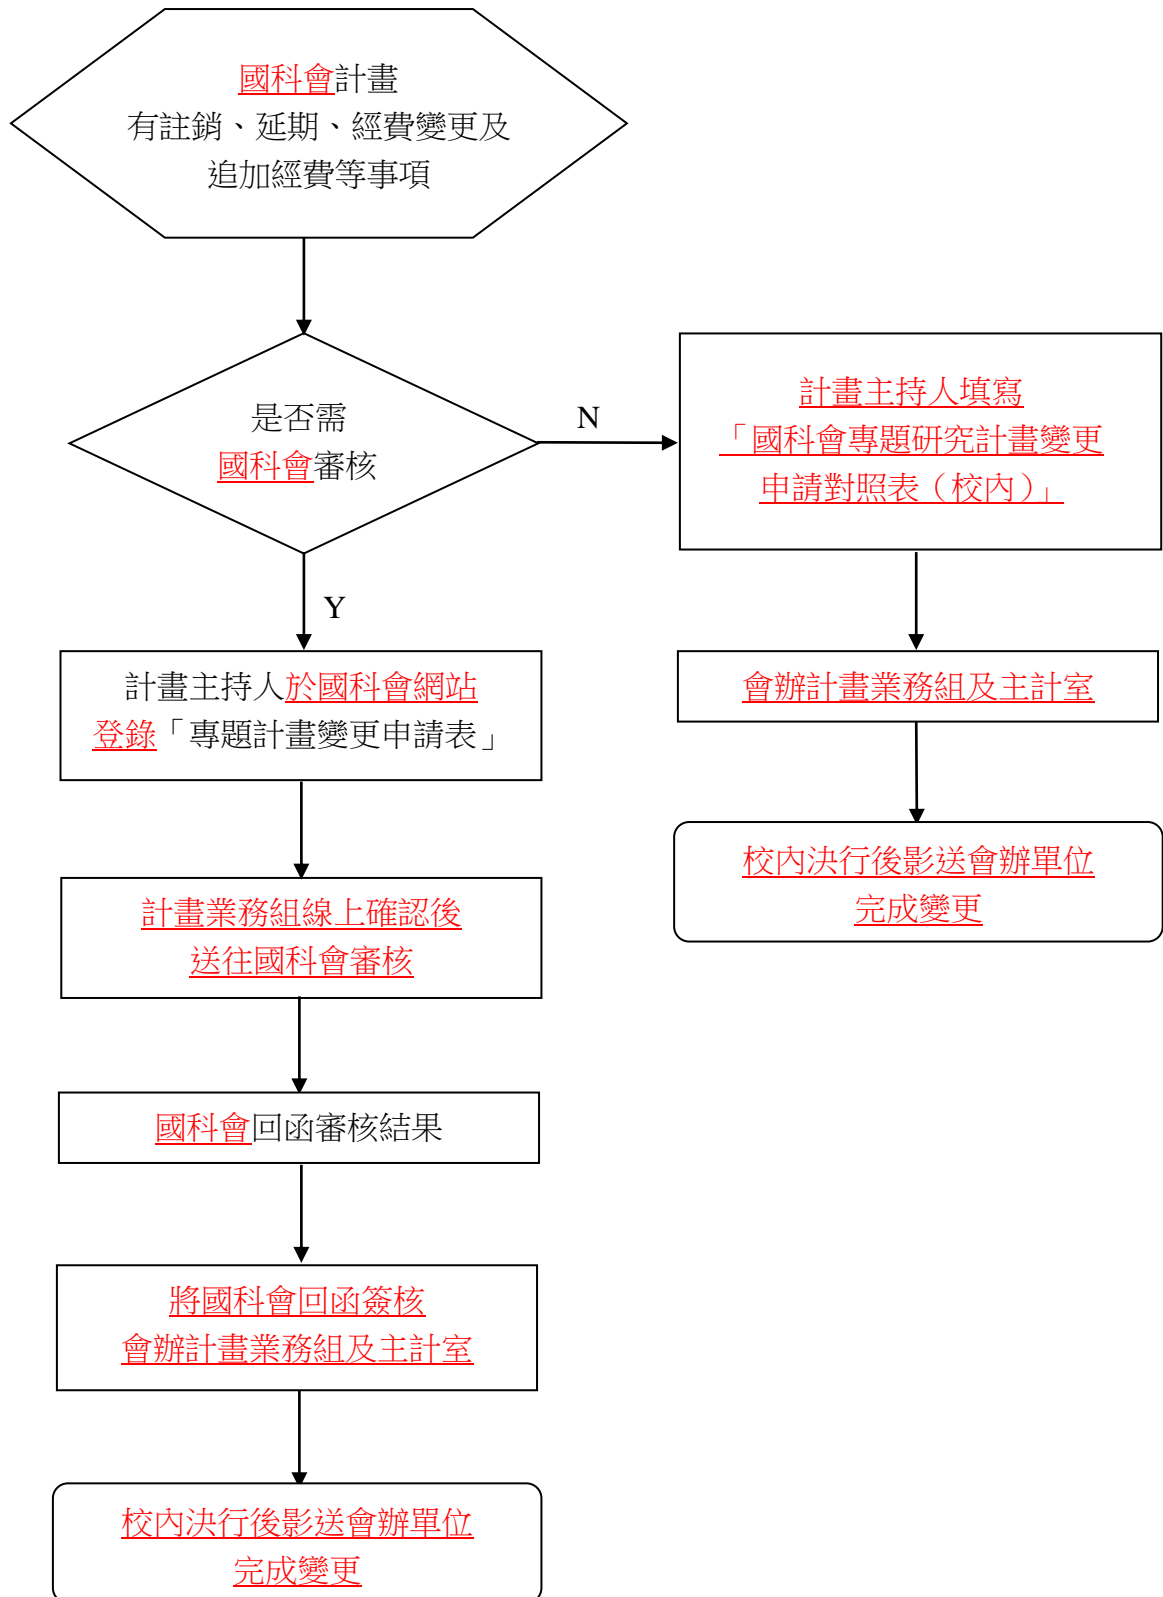 國科會計畫
有註銷、延期、經費變更及
追加經費等事項
是否需
國科會審核
N
計畫主持人填寫
「國科會專題研究計畫變更
申請對照表（校內）」
Y
計畫主持人於國科會網站
登錄「專題計畫變更申請表」
會辦計畫業務組及主計室
校內決行後影送會辦單位
完成變更
計畫業務組線上確認後
送往國科會審核
國科會回函審核結果
將國科會回函簽核
會辦計畫業務組及主計室
校內決行後影送會辦單位
完成變更